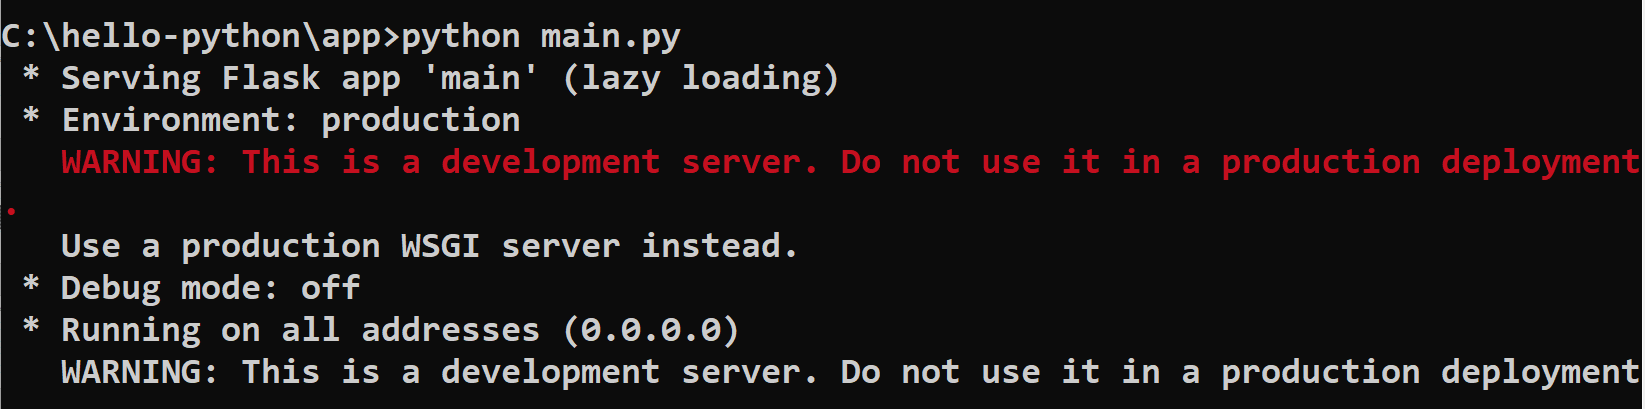 C:\hello-python\app>python main.py
 * Serving Flask app 'main' (lazy loading)
 * Environment: production
   WARNING: This is a development server. Do not use it in a production deployment
.
   Use a production WSGI server instead.
 * Debug mode: off
 * Running on all addresses (0.0.0.0)
   WARNING: This is a development server. Do not use it in a production deployment